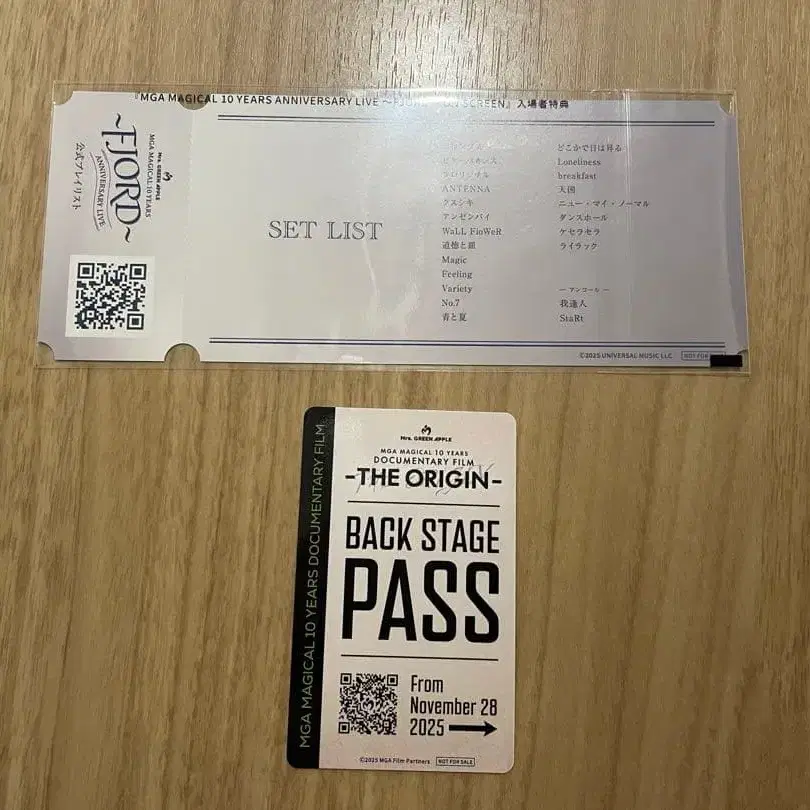 『MGA MAGICAL 10 YEARS ANNIVERSARY LIVE ～FJORD～ ON SCREEN』入場者特典
Mrs. GREEN APPLE
MGA MAGICAL 10 YEARS
～FJORD～
ANNIVERSARY LIVE
公式プレイリスト
SET LIST
ANTENNA
クスシキ
アンゼンパイ
WaLL FloWeR
道徳と皿
Magic
Feeling
Variety
No.7
青と夏
どこかで日は昇る
Loneliness
breakfast
天国
ニュー・マイ・ノーマル
ダンスホール
ケセラセラ
ライラック
―アンコール―
我逢人
StaRt
©2025 UNIVERSAL MUSIC LLC
NOT FOR
MGA MAGICAL 10 YEARS DOCUMENTARY FILM
Mrs. GREEN APPLE
MGA MAGICAL 10 YEARS
DOCUMENTARY FILM
-THE ORIGIN-
BACK STAGE
PASS
From
November 28
2025
©2025 MGA Film Partners
NOT FOR SALE